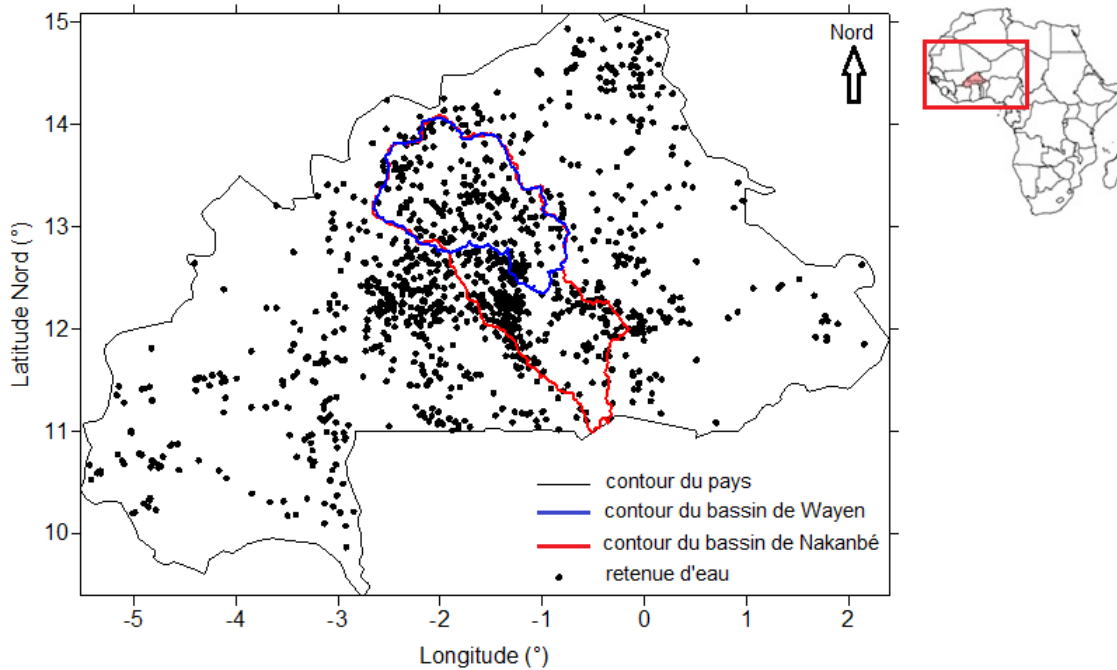 Nord
15
14
13
12
11
10
Latitude Nord (°)
contour du pays
contour du bassin de Wayen
contour du bassin de Nakanbé
retenue d'eau
-5 -4 -3 -2 -1 0 1 2
Longitude (°)